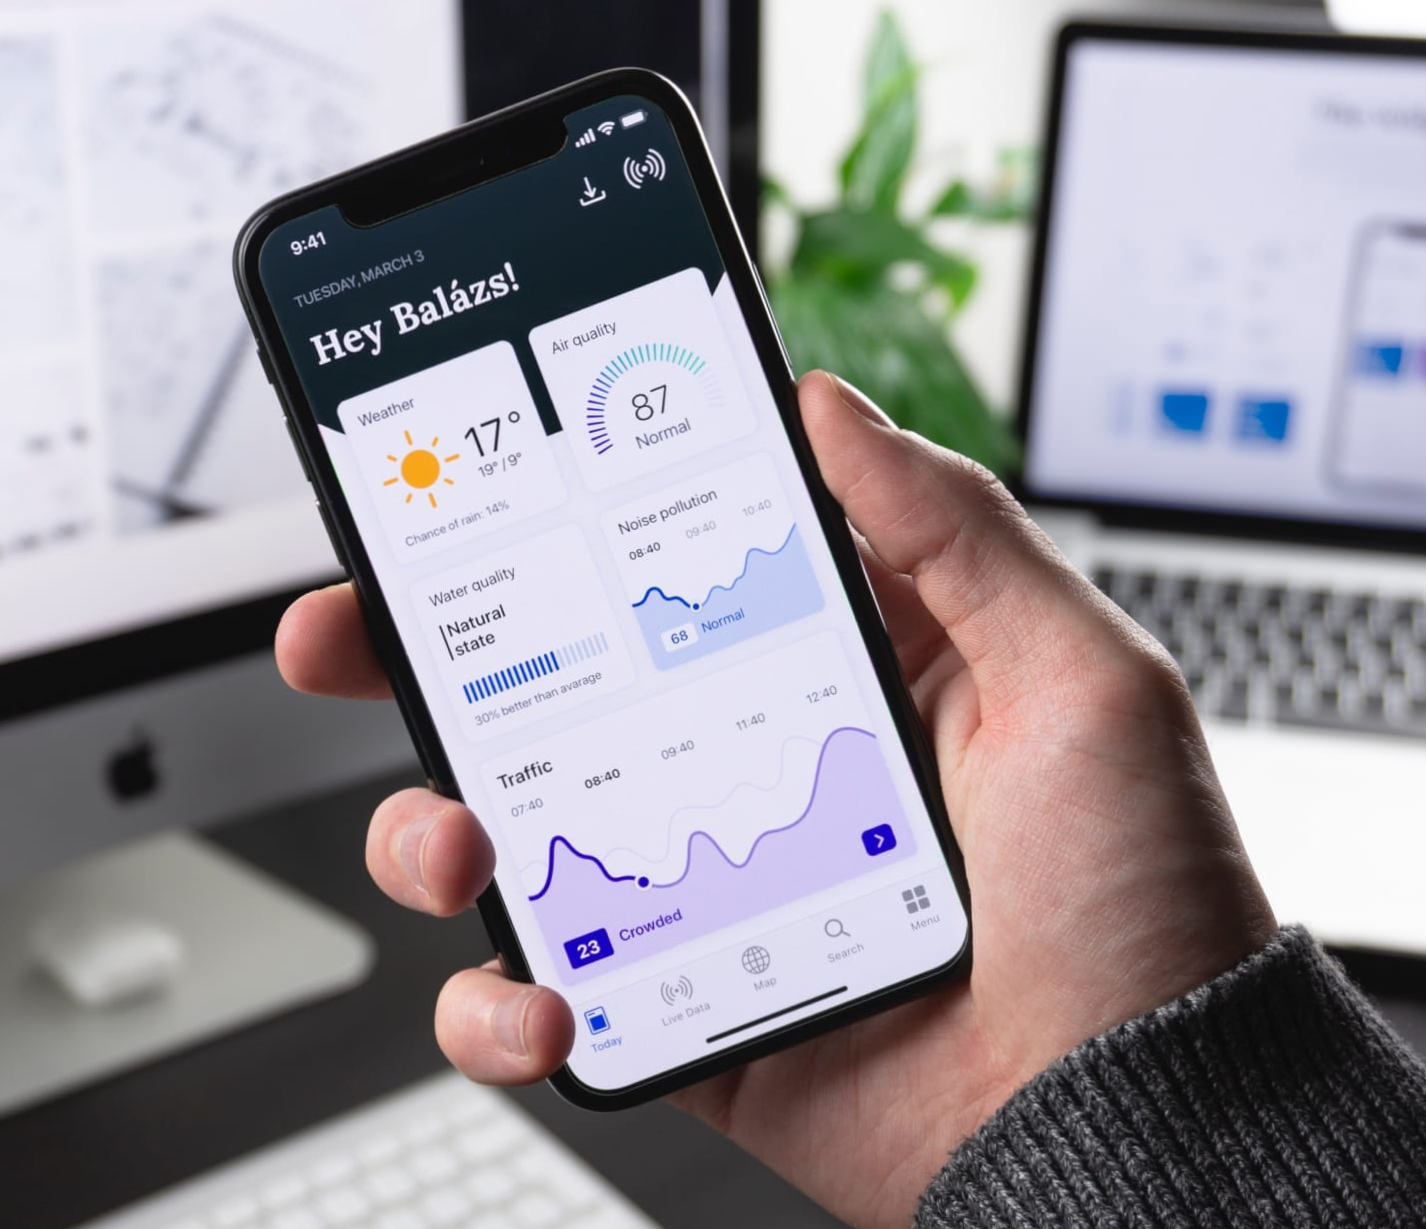 9:41
TUESDAY, MARCH 3
Hey Balázs!
Weather
17°
19° / 9°
Chance of rain: 14%
Air quality
87
Normal
Water quality
Natural
state
30% better than avarage
Noise pollution
08:40 09:40 10:40
68 Normal
Traffic
07:40 08:40 09:40 11:40 12:40
23 Crowded
Today Live Data Map Search Menu